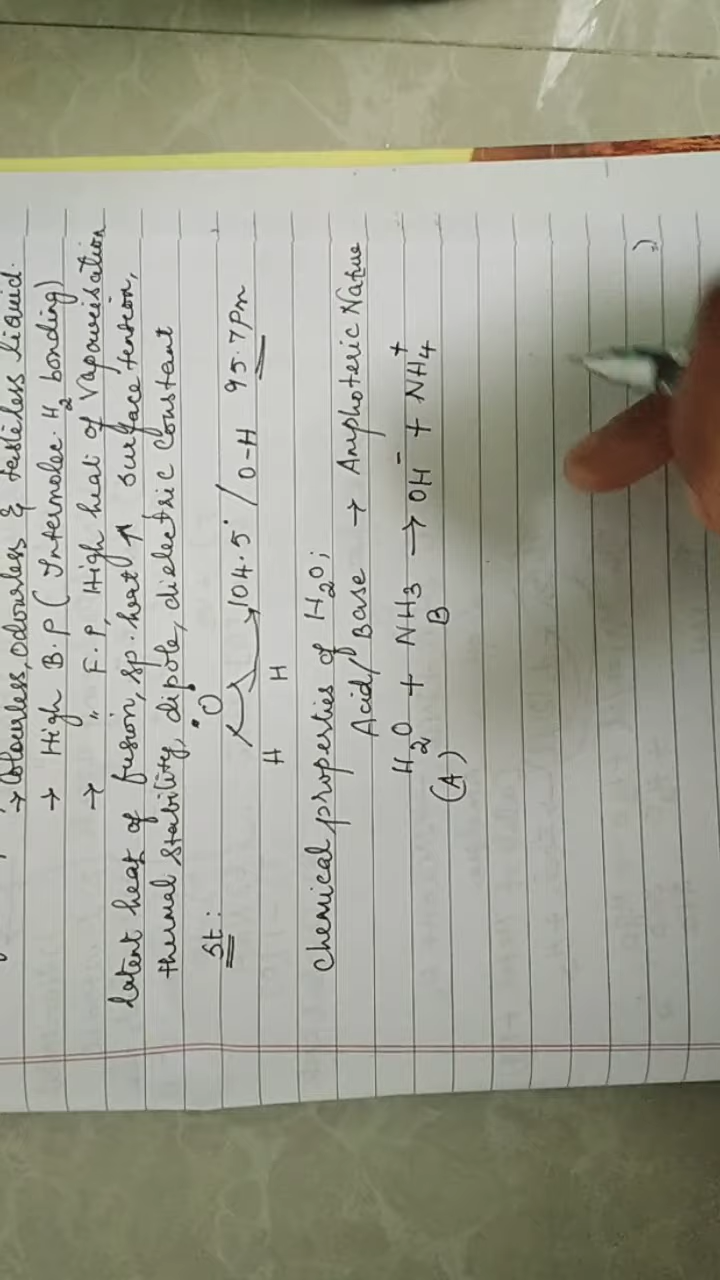 → Colourless, odourless & tasteless liquid.
→ High B.P ( Intermolec. H2 bonding)
→ " F.P, High heat of Vapourisation
latent heat of fusion, sp. heat ↑ surface tension,
thermal stability, dipole, dielectric constant
St: O 104.5° / O-H 95.7pm
H H
Chemical properties of H2O;
Acid/Base → Amphoteric Nature
H2O + NH3 → OH⁻ + NH4⁺
(A) B